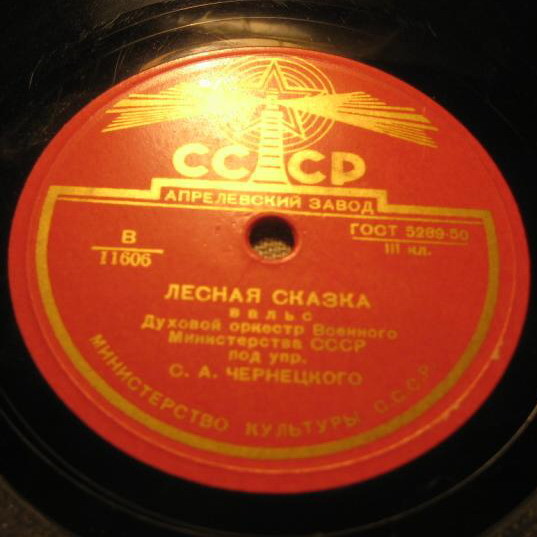 СССР
АПРЕЛЕВСКИЙ ЗАВОД
В
11606
ГОСТ 5289-50
III кл.
ЛЕСНАЯ СКАЗКА
вальс
Духовой оркестр Военного
Министерства СССР
под упр.
С. А. ЧЕРНЕЦКОГО
МИНИСТЕРСТВО КУЛЬТУРЫ СССР